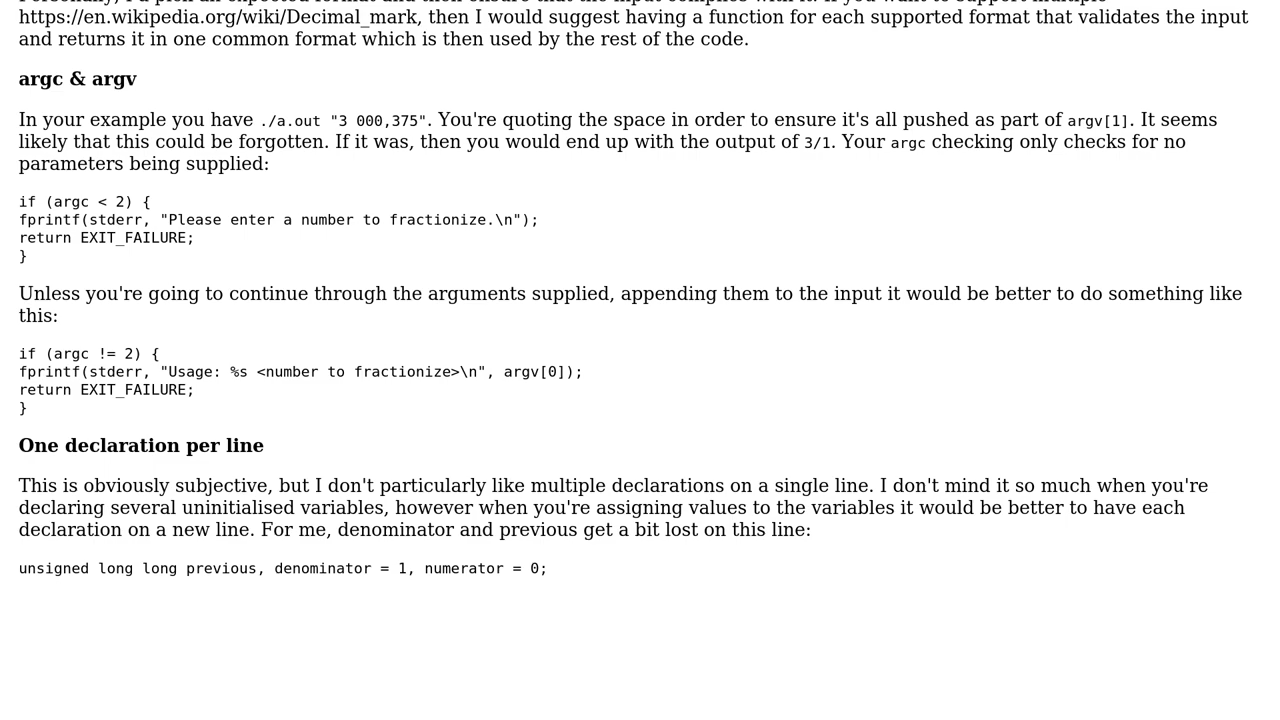 https://en.wikipedia.org/wiki/Decimal_mark, then I would suggest having a function for each supported format that validates the input
and returns it in one common format which is then used by the rest of the code.
argc & argv
In your example you have ./a.out "3 000,375". You're quoting the space in order to ensure it's all pushed as part of argv[1]. It seems
likely that this could be forgotten. If it was, then you would end up with the output of 3/1. Your argc checking only checks for no
parameters being supplied:
if (argc < 2) {
fprintf(stderr, "Please enter a number to fractionize.\n");
return EXIT_FAILURE;
}
Unless you're going to continue through the arguments supplied, appending them to the input it would be better to do something like
this:
if (argc != 2) {
fprintf(stderr, "Usage: %s <number to fractionize>\n", argv[0]);
return EXIT_FAILURE;
}
One declaration per line
This is obviously subjective, but I don't particularly like multiple declarations on a single line. I don't mind it so much when you're
declaring several uninitialised variables, however when you're assigning values to the variables it would be better to have each
declaration on a new line. For me, denominator and previous get a bit lost on this line:
unsigned long long previous, denominator = 1, numerator = 0;